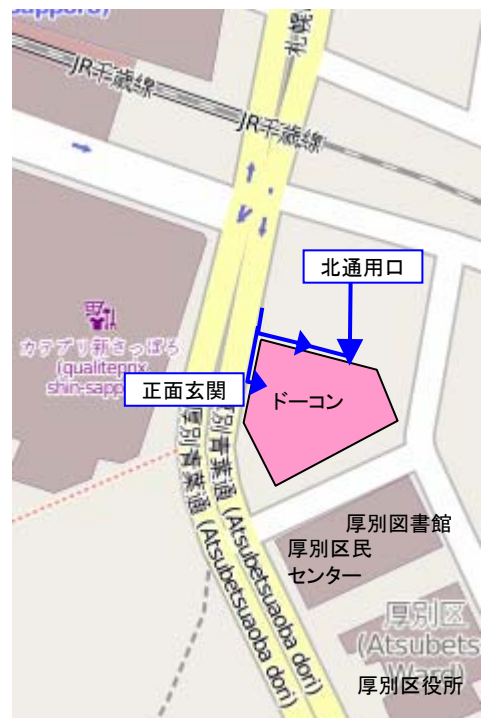 sapporo)
札幌
JR千歳線
JR千歳線
北通用口
カテプリ新さっぽろ
(qualiteprix
shin-sapp
正面玄関
ドーコン
厚別青葉通 (Atsubetsuaoba dori)
厚別青葉通 (Atsubetsuaoba dori)
厚別図書館
厚別区民
センター
厚別区
(Atsubets
Ward)
厚別区役所